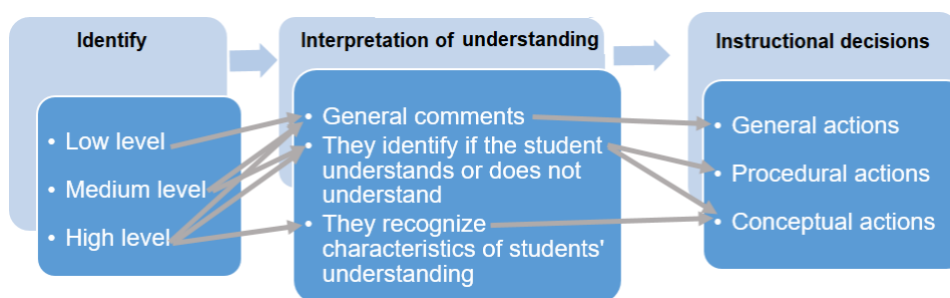 Identify
• Low level
• Medium level
• High level
Interpretation of understanding
• General comments
• They identify if the student
understands or does not
understand
• They recognize
characteristics of students'
understanding
Instructional decisions
• General actions
• Procedural actions
• Conceptual actions